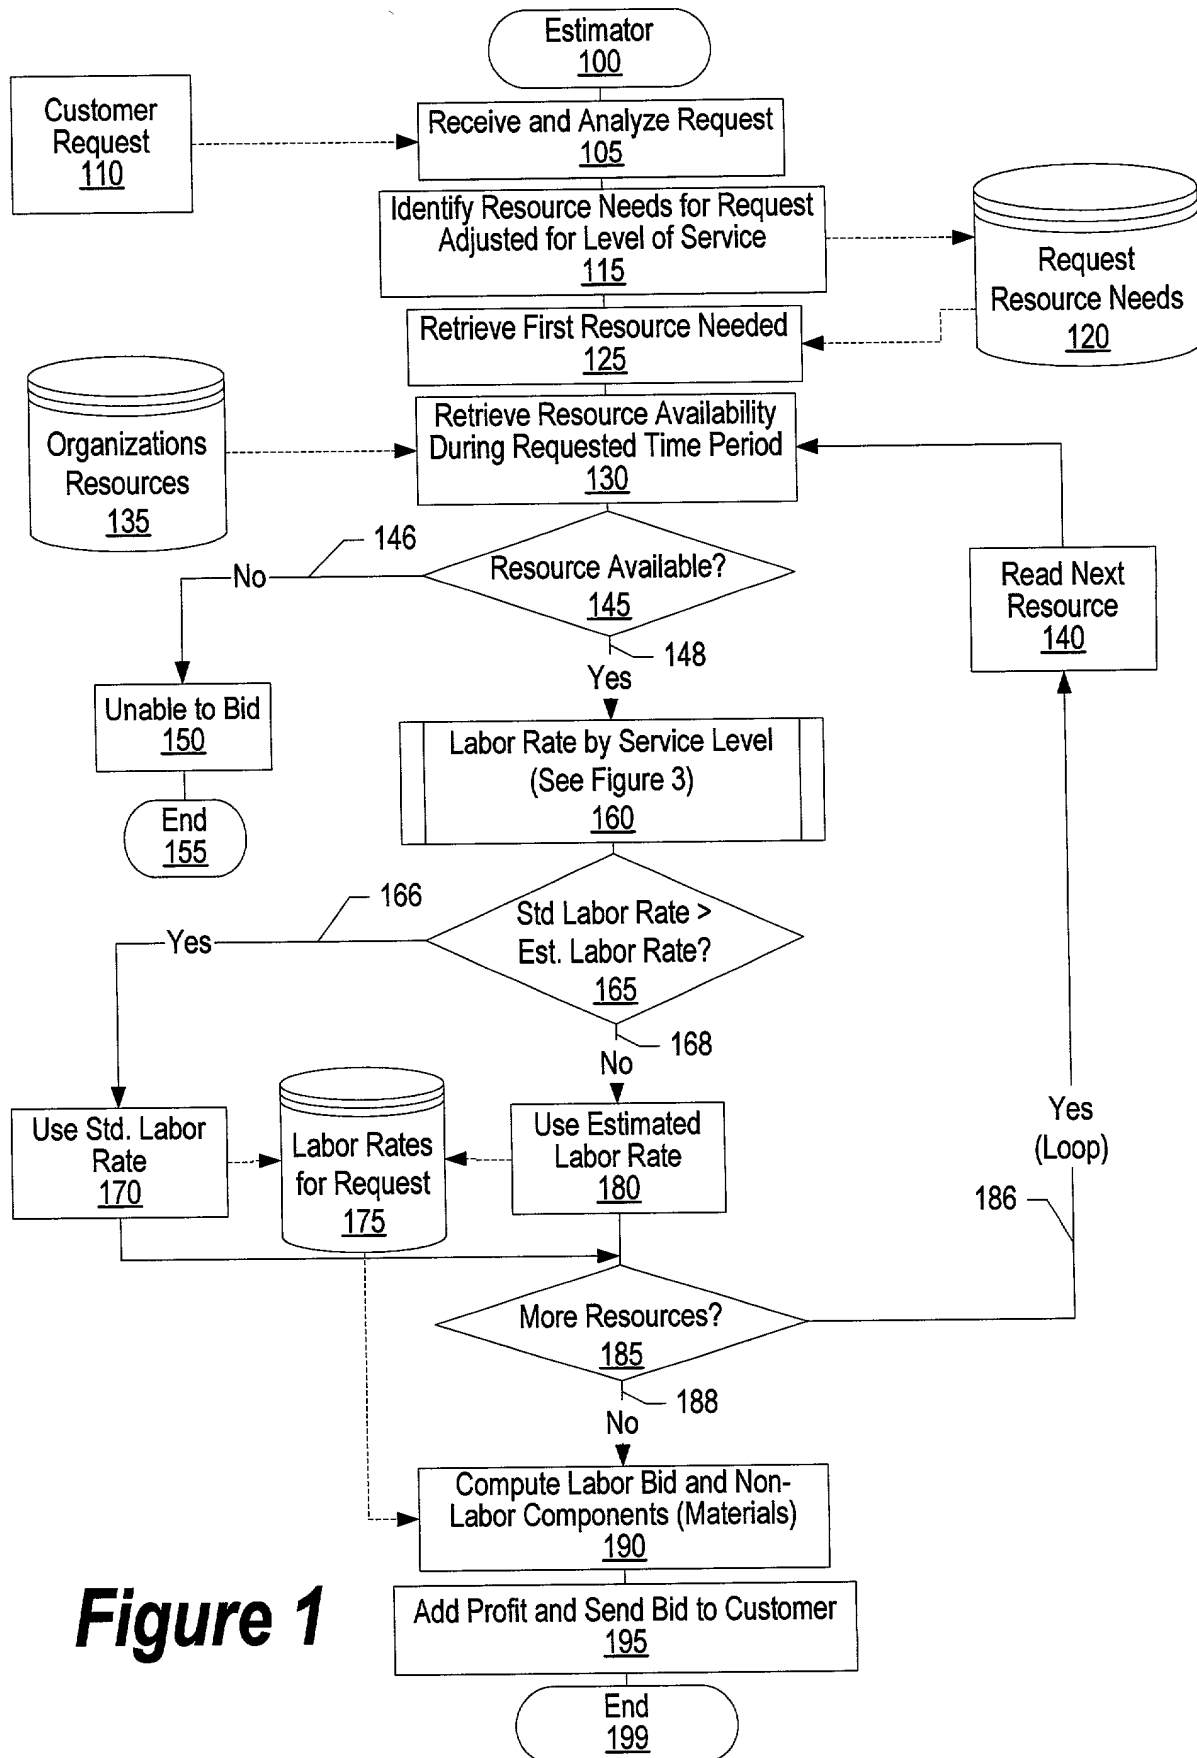 Estimator
100
Customer
Request
110
Receive and Analyze Request
105
Identify Resource Needs for Request
Adjusted for Level of Service
115
Request
Resource Needs
120
Retrieve First Resource Needed
125
Organizations
Resources
135
Retrieve Resource Availability
During Requested Time Period
130
146
No
Resource Available?
145
148
Yes
Read Next
Resource
140
Unable to Bid
150
End
155
Labor Rate by Service Level
(See Figure 3)
160
166
Yes
Std Labor Rate >
Est. Labor Rate?
165
168
No
Use Std. Labor
Rate
170
Labor Rates
for Request
175
Use Estimated
Labor Rate
180
Yes
(Loop)
186
More Resources?
185
188
No
Compute Labor Bid and Non-
Labor Components (Materials)
190
Figure 1
Add Profit and Send Bid to Customer
195
End
199